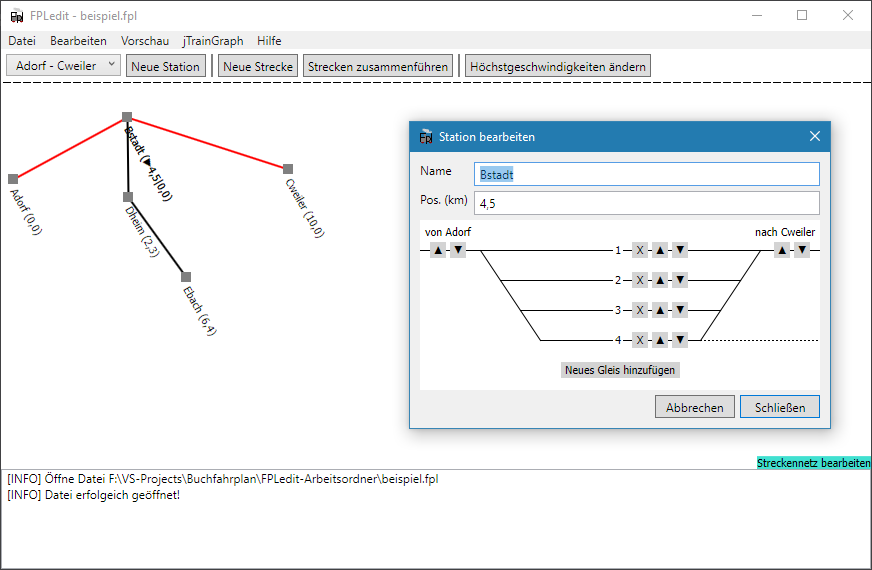 FPLedit - beispiel.fpl
Datei Bearbeiten Vorschau jTrainGraph Hilfe
Adorf - Cweiler Neue Station Neue Strecke Strecken zusammenführen Höchstgeschwindigkeiten ändern
Bstadt (▶4,5|0,0)
Adorf (0,0)
Cweiler (10,0)
Dheim (2,3)
Ebach (6,4)
Station bearbeiten
Name Bstadt
Pos. (km) 4,5
von Adorf nach Cweiler
▲ ▼ 1 X ▲ ▼ ▲ ▼
2 X ▲ ▼
3 X ▲ ▼
4 X ▲ ▼
Neues Gleis hinzufügen
Abbrechen Schließen
Streckennetz bearbeiten
[INFO] Öffne Datei F:\VS-Projects\Buchfahrplan\FPLedit-Arbeitsordner\beispiel.fpl
[INFO] Datei erfolgeich geöffnet!